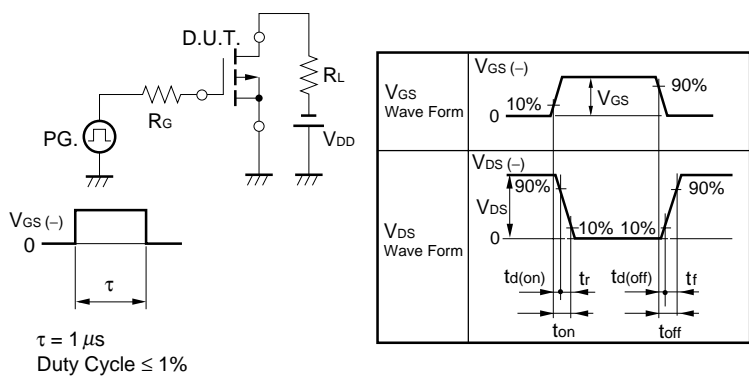 D.U.T.
RL
RG
PG.
VDD
VGS (−)
0
τ
τ = 1 μs
Duty Cycle ≤ 1%
VGS
Wave Form
VGS (−)
10%
0
VGS
90%
VDS
Wave Form
VDS (−)
90%
VDS
0
10% 10%
90%
td(on) tr td(off) tf
ton toff